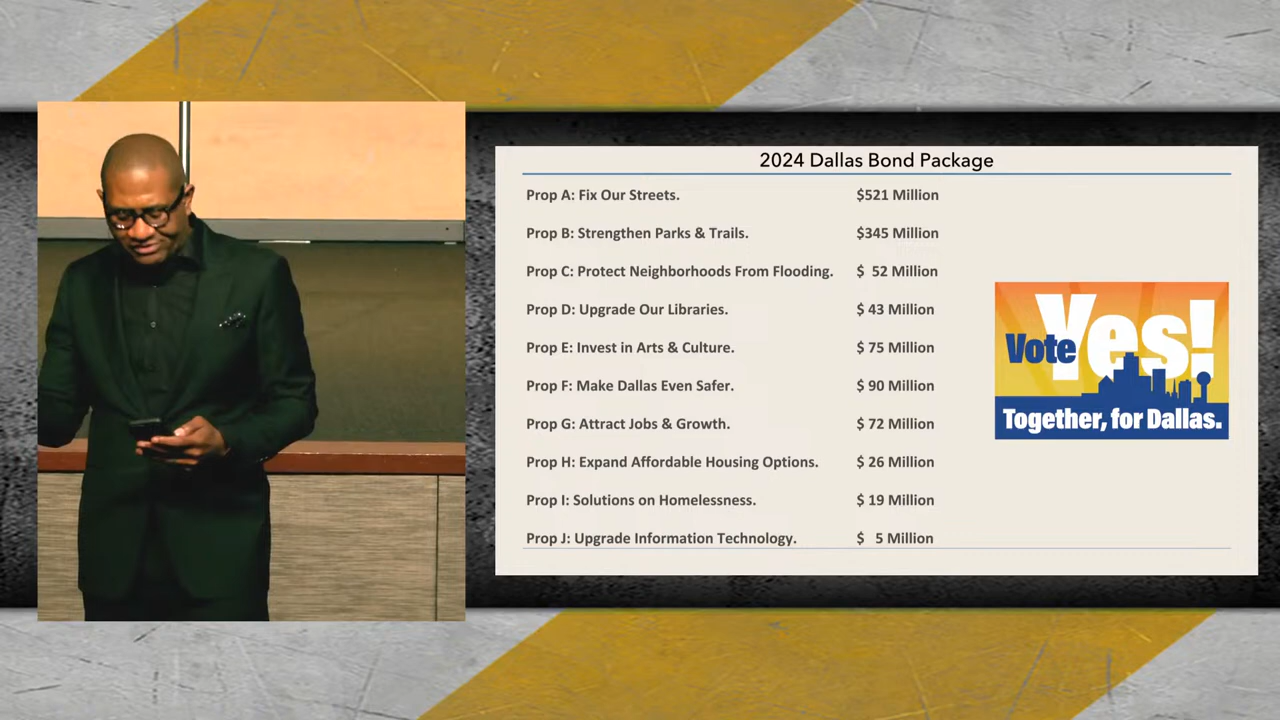 2024 Dallas Bond Package
Prop A: Fix Our Streets. $521 Million
Prop B: Strengthen Parks & Trails. $345 Million
Prop C: Protect Neighborhoods From Flooding. $ 52 Million
Prop D: Upgrade Our Libraries. $ 43 Million
Prop E: Invest in Arts & Culture. $ 75 Million
Prop F: Make Dallas Even Safer. $ 90 Million
Prop G: Attract Jobs & Growth. $ 72 Million
Prop H: Expand Affordable Housing Options. $ 26 Million
Prop I: Solutions on Homelessness. $ 19 Million
Prop J: Upgrade Information Technology. $ 5 Million
Vote Yes!
Together, for Dallas.